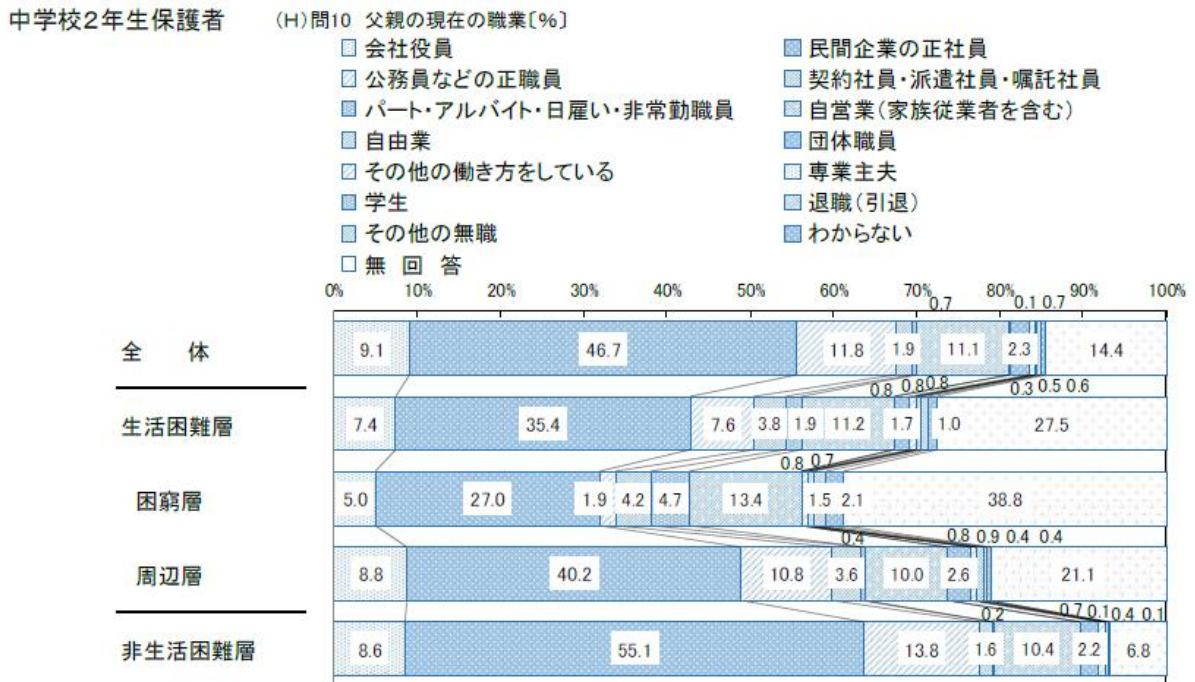 中学校2年生保護者 (H)問10 父親の現在の職業〔%〕
会社役員 民間企業の正社員
公務員などの正職員 契約社員・派遣社員・嘱託社員
パート・アルバイト・日雇い・非常勤職員 自営業(家族従業者を含む)
自由業 団体職員
その他の働き方をしている 専業主夫
学生 退職(引退)
その他の無職 わからない
無 回 答
0% 10% 20% 30% 40% 50% 60% 70% 80% 90% 100%
0.7 0.1 0.7
全 体 9.1 46.7 11.8 1.9 11.1 2.3 14.4
0.8 0.8 0.8 0.3 0.5 0.6
生活困難層 7.4 35.4 7.6 3.8 1.9 11.2 1.7 1.0 27.5
0.8 0.7
困窮層 5.0 27.0 1.9 4.2 4.7 13.4 1.5 2.1 38.8
0.4 0.8 0.9 0.4 0.4
周辺層 8.8 40.2 10.8 3.6 10.0 2.6 21.1
0.2 0.7 0.1 0.4 0.1
非生活困難層 8.6 55.1 13.8 1.6 10.4 2.2 6.8